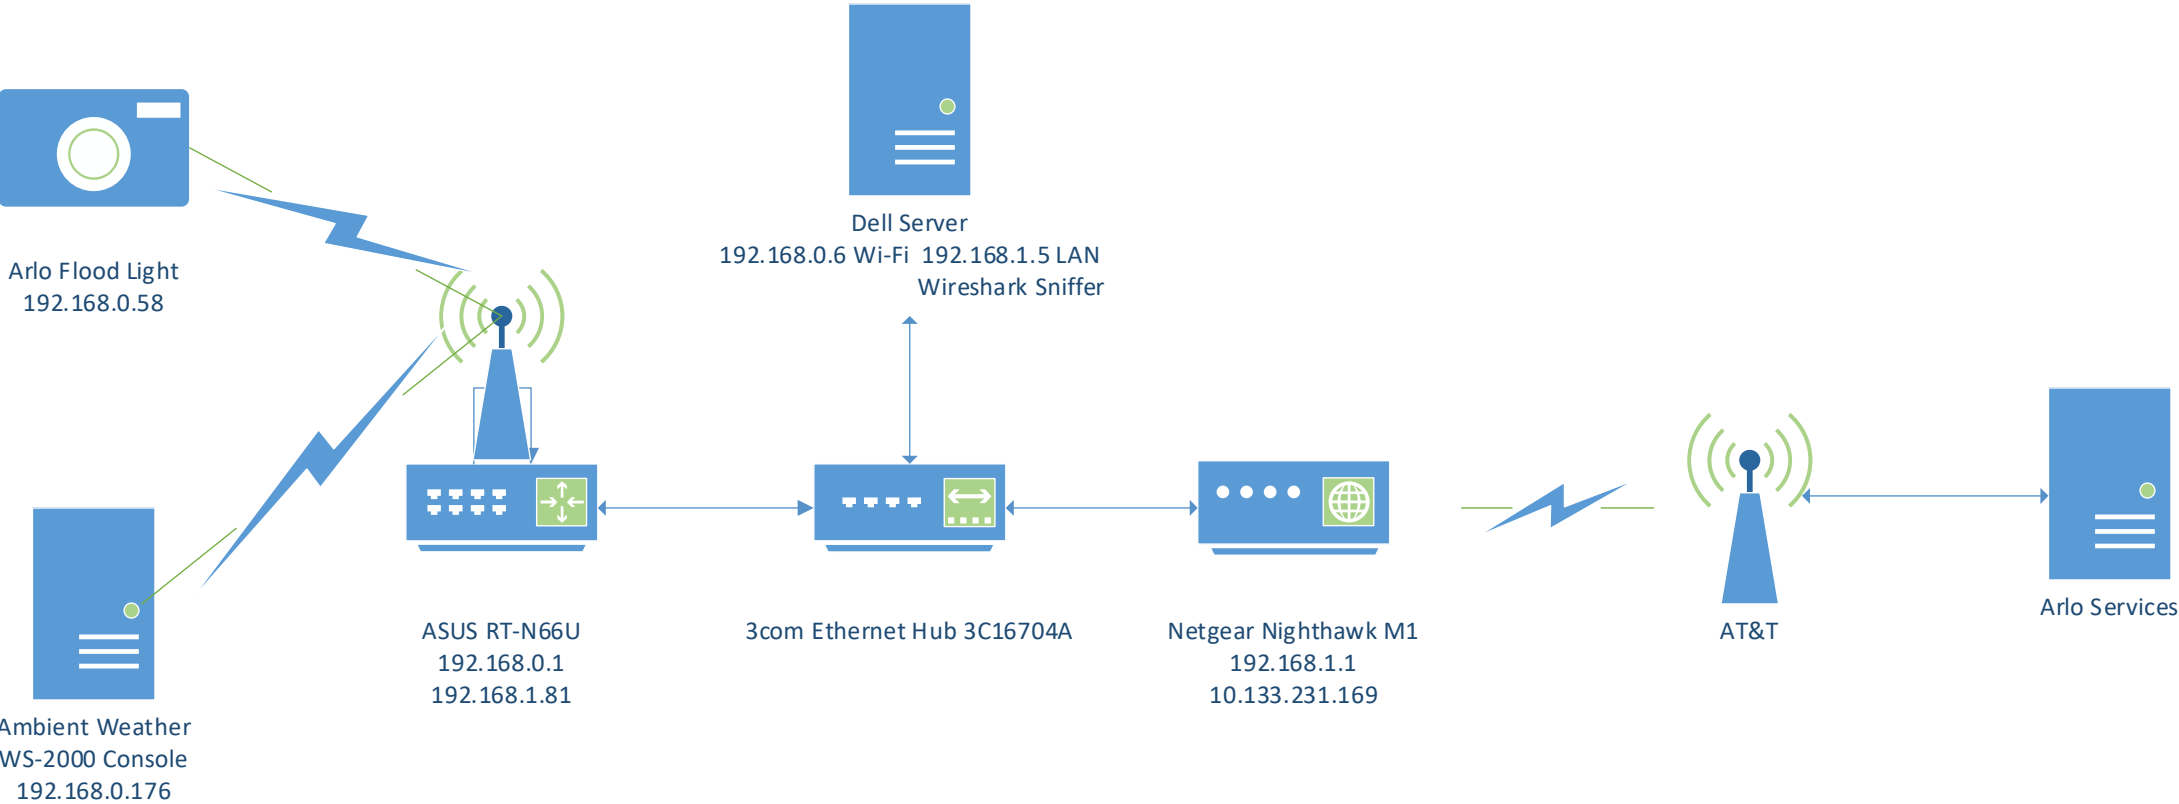 Dell Server
192.168.0.6 Wi-Fi 192.168.1.5 LAN
Wireshark Sniffer
Arlo Flood Light
192.168.0.58
Arlo Services
ASUS RT-N66U
192.168.0.1
192.168.1.81
3com Ethernet Hub 3C16704A
Netgear Nighthawk M1
192.168.1.1
10.133.231.169
AT&T
Ambient Weather
WS-2000 Console
192.168.0.176